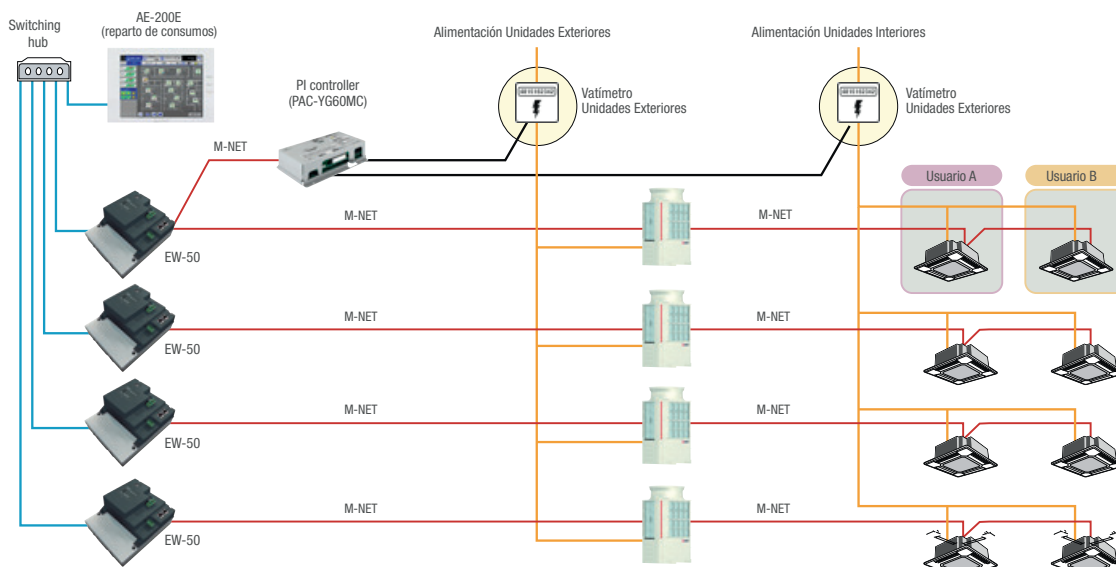 Switching
hub
AE-200E
(reparto de consumos)
Alimentación Unidades Exteriores
Alimentación Unidades Interiores
PI controller
(PAC-YG60MC)
Vatímetro
Unidades Exteriores
Vatímetro
Unidades Exteriores
M-NET
Usuario A
Usuario B
M-NET
M-NET
EW-50
M-NET
M-NET
EW-50
M-NET
M-NET
EW-50
M-NET
M-NET
EW-50